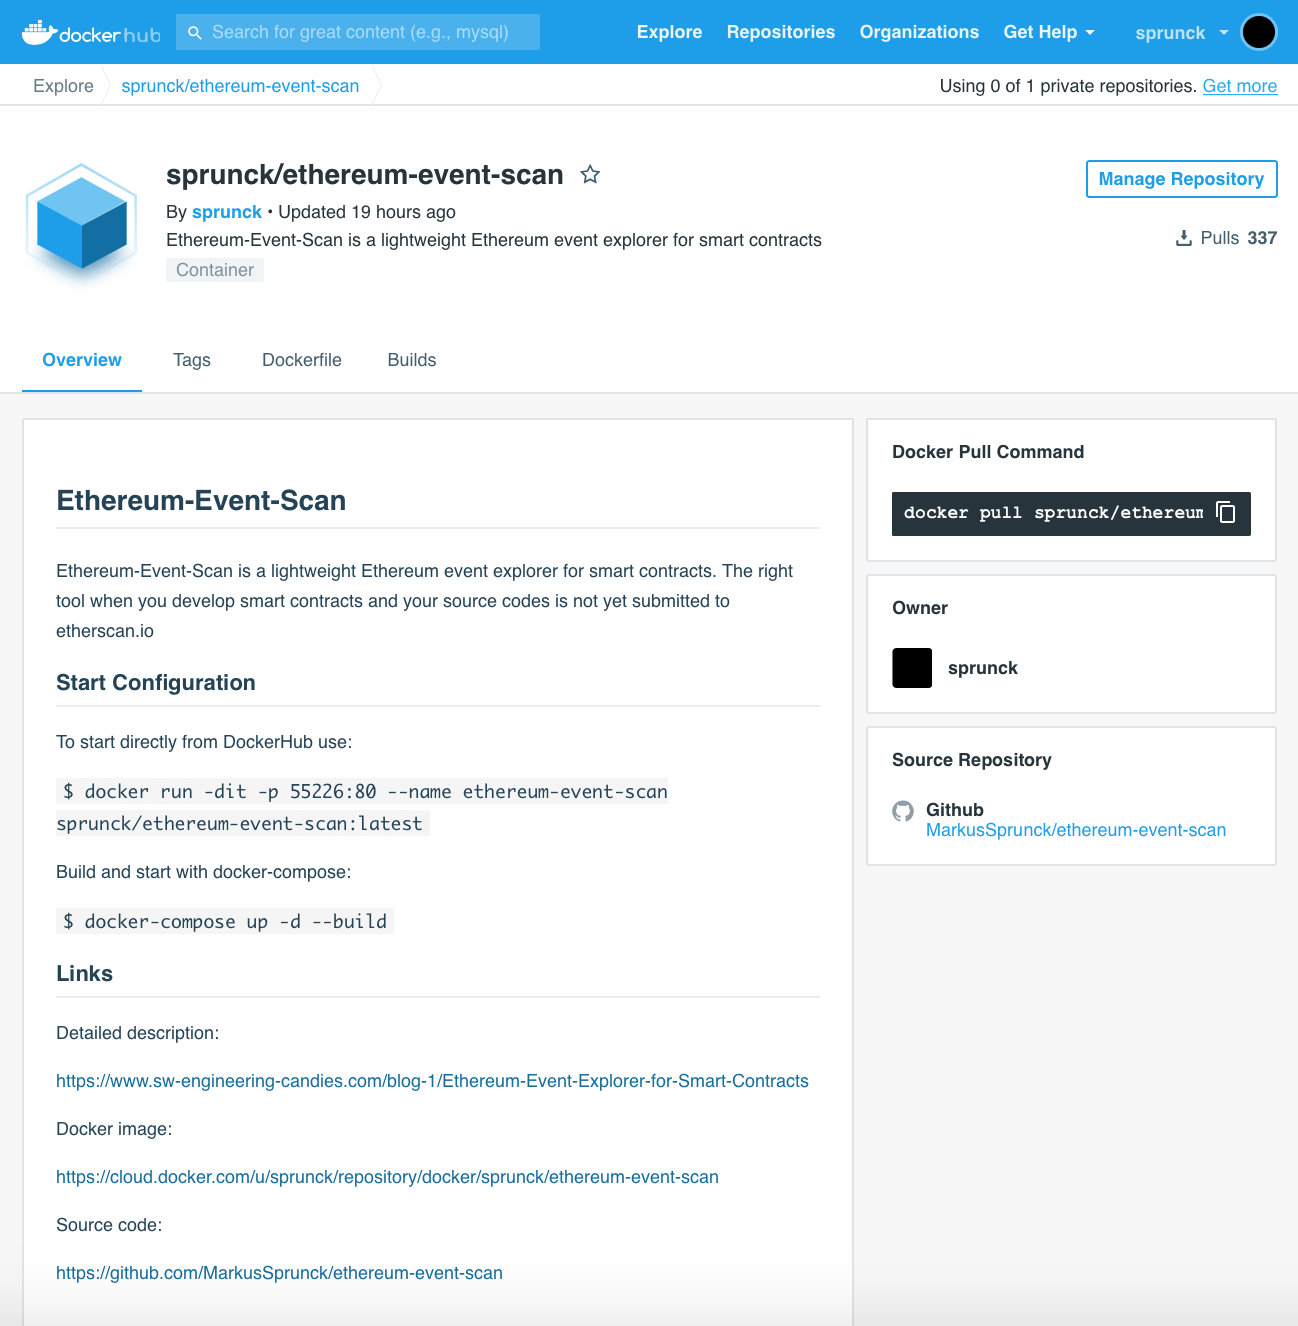 docker hub
Search for great content (e.g., mysql)
Explore
Repositories
Organizations
Get Help
sprunck
Explore
sprunck/ethereum-event-scan
Using 0 of 1 private repositories. Get more
sprunck/ethereum-event-scan
Manage Repository
By sprunck • Updated 19 hours ago
Ethereum-Event-Scan is a lightweight Ethereum event explorer for smart contracts
Pulls 337
Container
Overview
Tags
Dockerfile
Builds
Ethereum-Event-Scan
Ethereum-Event-Scan is a lightweight Ethereum event explorer for smart contracts. The right
tool when you develop smart contracts and your source codes is not yet submitted to
etherscan.io
Start Configuration
To start directly from DockerHub use:
$ docker run -dit -p 55226:80 --name ethereum-event-scan
sprunck/ethereum-event-scan:latest
Build and start with docker-compose:
$ docker-compose up -d --build
Links
Detailed description:
https://www.sw-engineering-candies.com/blog-1/Ethereum-Event-Explorer-for-Smart-Contracts
Docker image:
https://cloud.docker.com/u/sprunck/repository/docker/sprunck/ethereum-event-scan
Source code:
https://github.com/MarkusSprunck/ethereum-event-scan
Docker Pull Command
docker pull sprunck/ethereum
Owner
sprunck
Source Repository
Github
MarkusSprunck/ethereum-event-scan